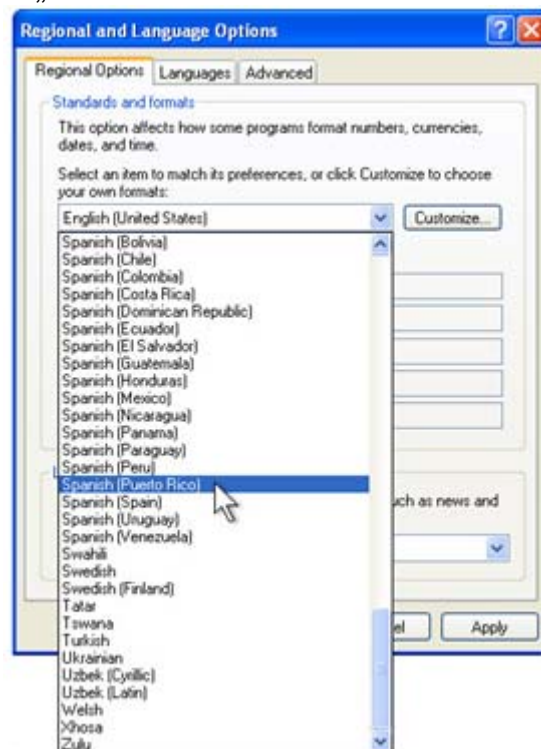 „
Regional and Language Options
Regional Options Languages Advanced
Standards and formats
This option affects how some programs format numbers, currencies,
dates, and time.
Select an item to match its preferences, or click Customize to choose
your own formats:
English (United States) Customize...
Spanish (Bolivia)
Spanish (Chile)
Spanish (Colombia)
Spanish (Costa Rica)
Spanish (Dominican Republic)
Spanish (Ecuador)
Spanish (El Salvador)
Spanish (Guatemala)
Spanish (Honduras)
Spanish (Mexico)
Spanish (Nicaragua)
Spanish (Panama)
Spanish (Paraguay)
Spanish (Peru)
Spanish (Puerto Rico)
Spanish (Spain) such as news and
Spanish (Uruguay)
Spanish (Venezuela)
Swahili
Swedish
Swedish (Finland)
Tatar
Tswana el Apply
Turkish
Ukrainian
Uzbek (Cyrillic)
Uzbek (Latin)
Welsh
Xhosa
Zulu